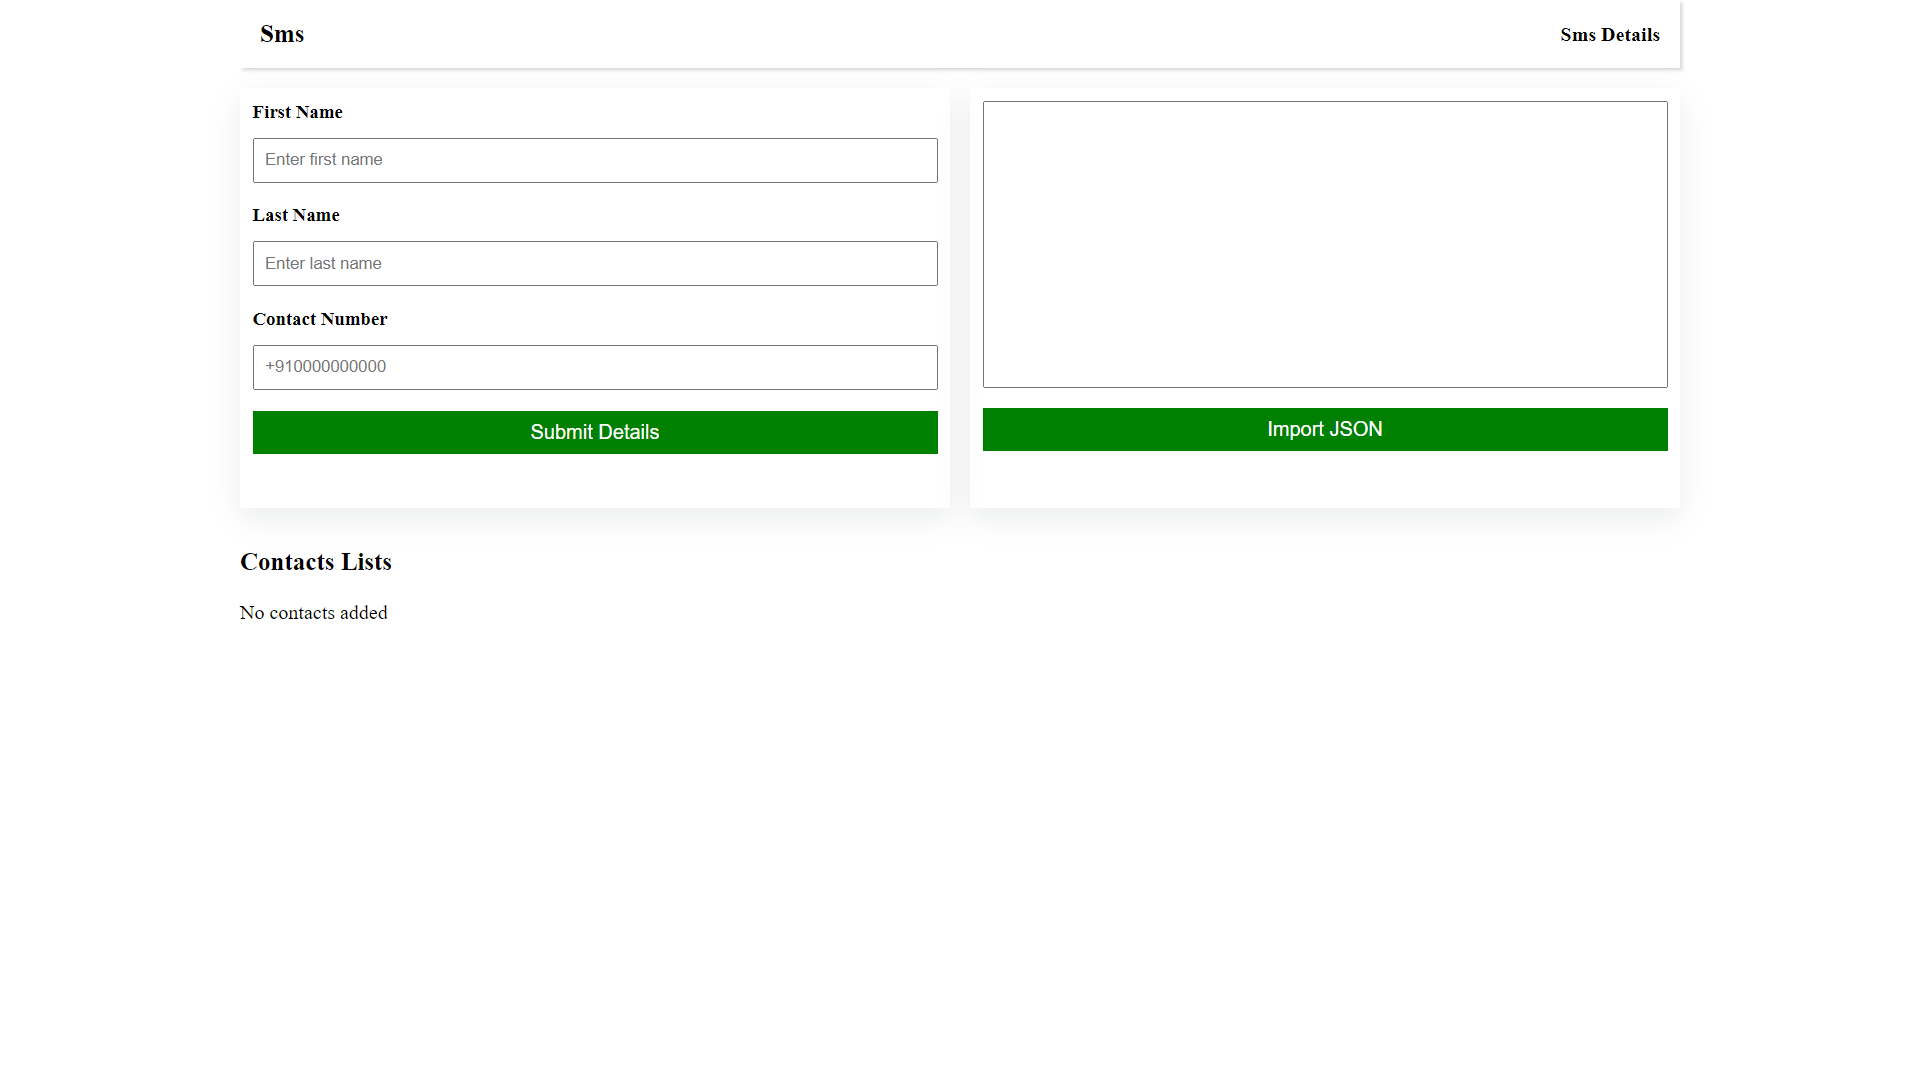 Sms
Sms Details
First Name
Enter first name
Last Name
Enter last name
Contact Number
+910000000000
Submit Details
Import JSON
Contacts Lists
No contacts added